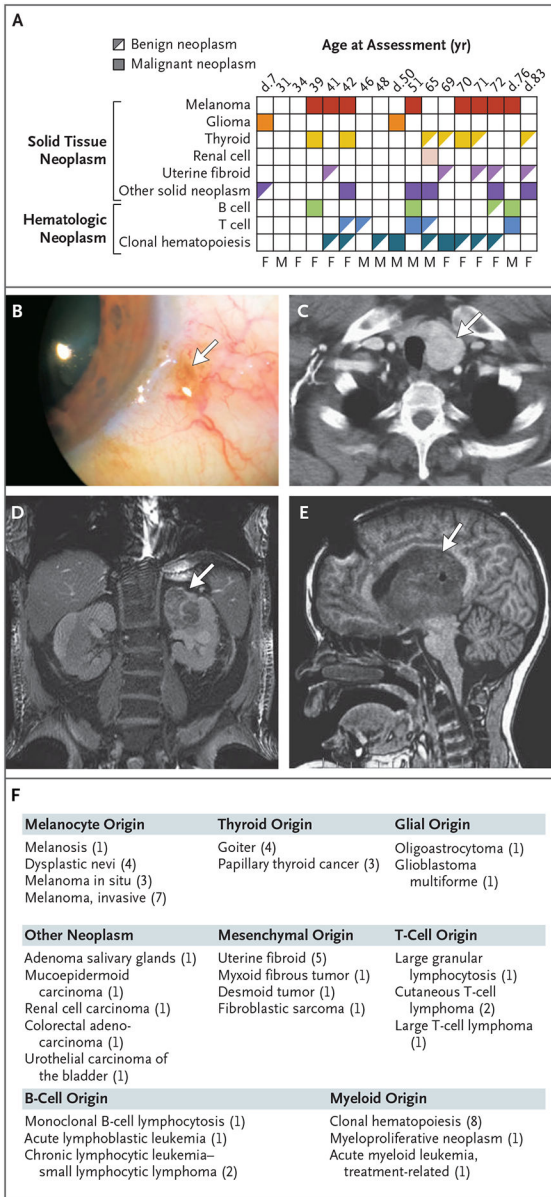 A
Benign neoplasm
Malignant neoplasm
Age at Assessment (yr)
d.7 31 34 39 41 42 46 48 d.50 51 65 69 70 71 72 d.76 d.83
Solid Tissue
Neoplasm
Melanoma
Glioma
Thyroid
Renal cell
Uterine fibroid
Other solid neoplasm
Hematologic
Neoplasm
B cell
T cell
Clonal hematopoiesis
F M F F F F M M M M M F F F F M F
B
C
D
E
F
Melanocyte Origin
Melanosis (1)
Dysplastic nevi (4)
Melanoma in situ (3)
Melanoma, invasive (7)
Thyroid Origin
Goiter (4)
Papillary thyroid cancer (3)
Glial Origin
Oligoastrocytoma (1)
Glioblastoma
multiforme (1)
Other Neoplasm
Adenoma salivary glands (1)
Mucoepidermoid
carcinoma (1)
Renal cell carcinoma (1)
Colorectal adeno-
carcinoma (1)
Urothelial carcinoma of
the bladder (1)
Mesenchymal Origin
Uterine fibroid (5)
Myxoid fibrous tumor (1)
Desmoid tumor (1)
Fibroblastic sarcoma (1)
T-Cell Origin
Large granular
lymphocytosis (1)
Cutaneous T-cell
lymphoma (2)
Large T-cell lymphoma
(1)
B-Cell Origin
Monoclonal B-cell lymphocytosis (1)
Acute lymphoblastic leukemia (1)
Chronic lymphocytic leukemia–
small lymphocytic lymphoma (2)
Myeloid Origin
Clonal hematopoiesis (8)
Myeloproliferative neoplasm (1)
Acute myeloid leukemia,
treatment-related (1)